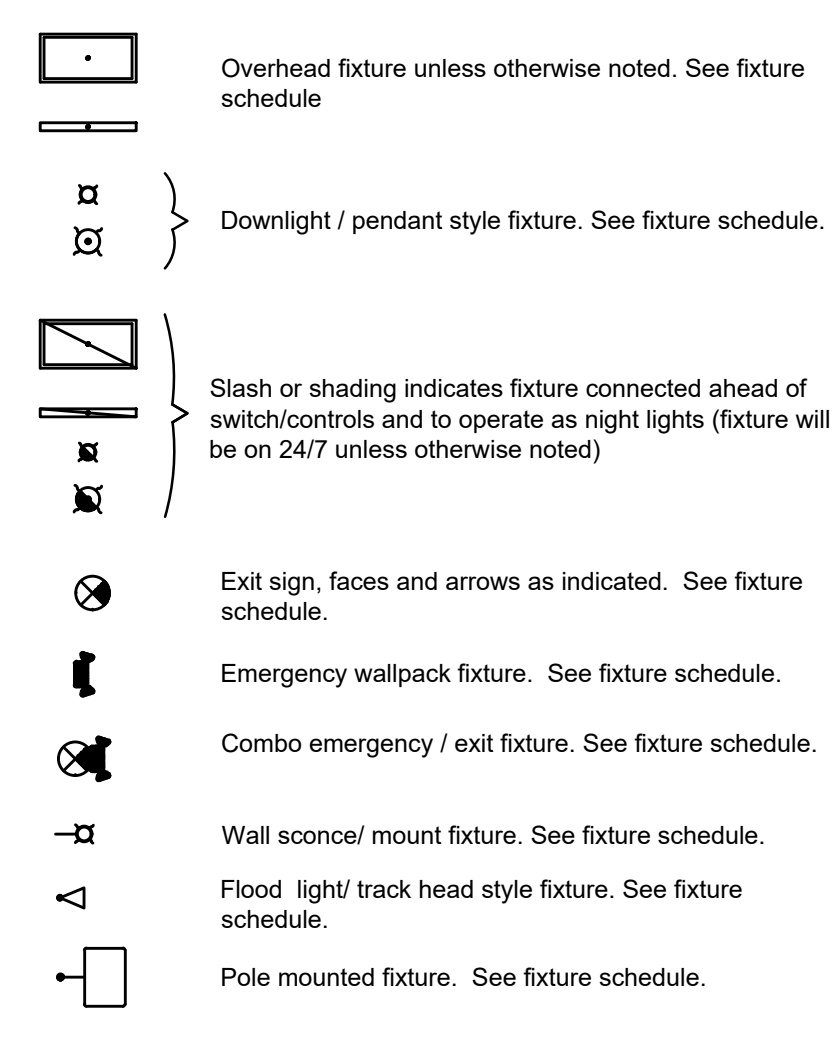 Overhead fixture unless otherwise noted. See fixture
schedule
Downlight / pendant style fixture. See fixture schedule.
Slash or shading indicates fixture connected ahead of
switch/controls and to operate as night lights (fixture will
be on 24/7 unless otherwise noted)
Exit sign, faces and arrows as indicated.  See fixture
schedule.
Emergency wallpack fixture.  See fixture schedule.
Combo emergency / exit fixture. See fixture schedule.
Wall sconce/ mount fixture. See fixture schedule.
Flood  light/ track head style fixture. See fixture
schedule.
Pole mounted fixture.  See fixture schedule.